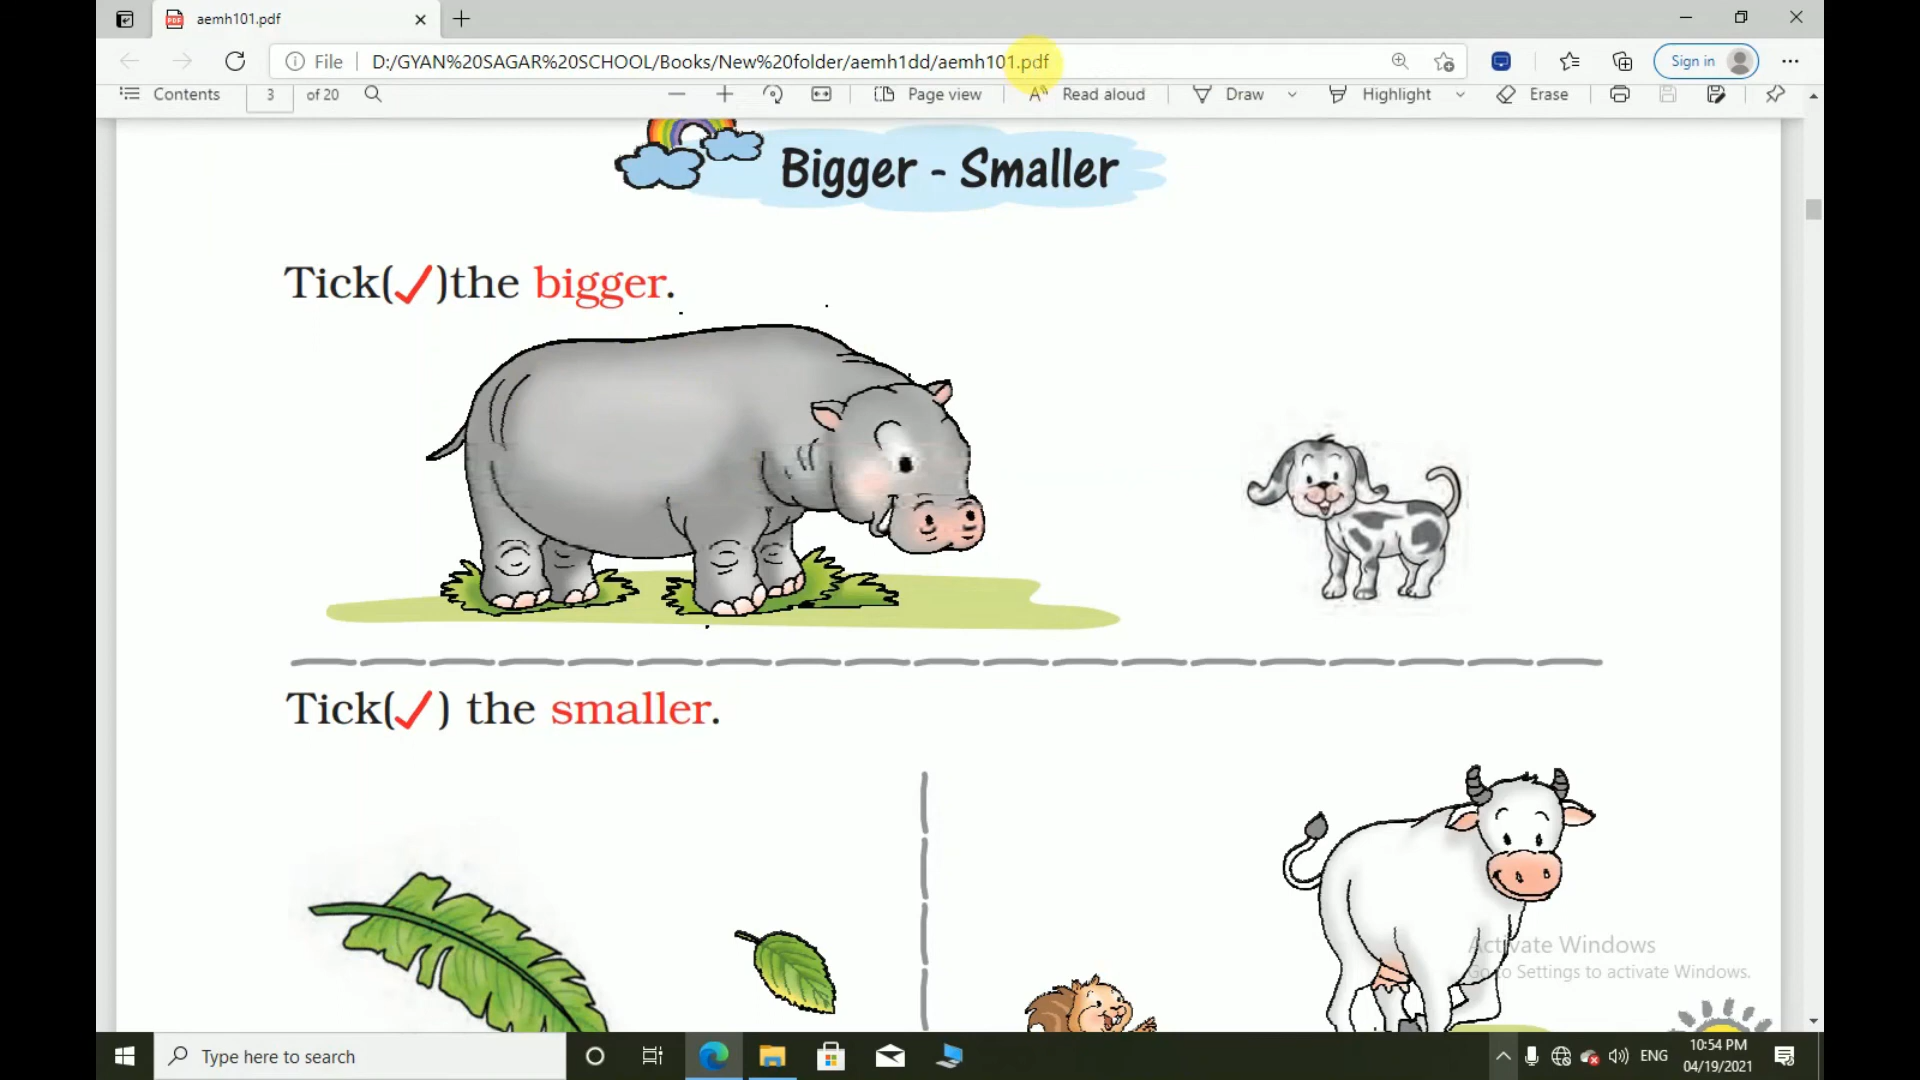 aemh101.pdf
File D:/GYAN%20SAGAR%20SCHOOL/Books/New%20folder/aemh1dd/aemh101.pdf Sign in
Contents 3 of 20 Page view Read aloud Draw Highlight Erase
Bigger - Smaller
Tick(✓)the bigger.
Tick(✓) the smaller.
Activate Windows
Go to Settings to activate Windows.
Type here to search
ENG
10:54 PM
04/19/2021